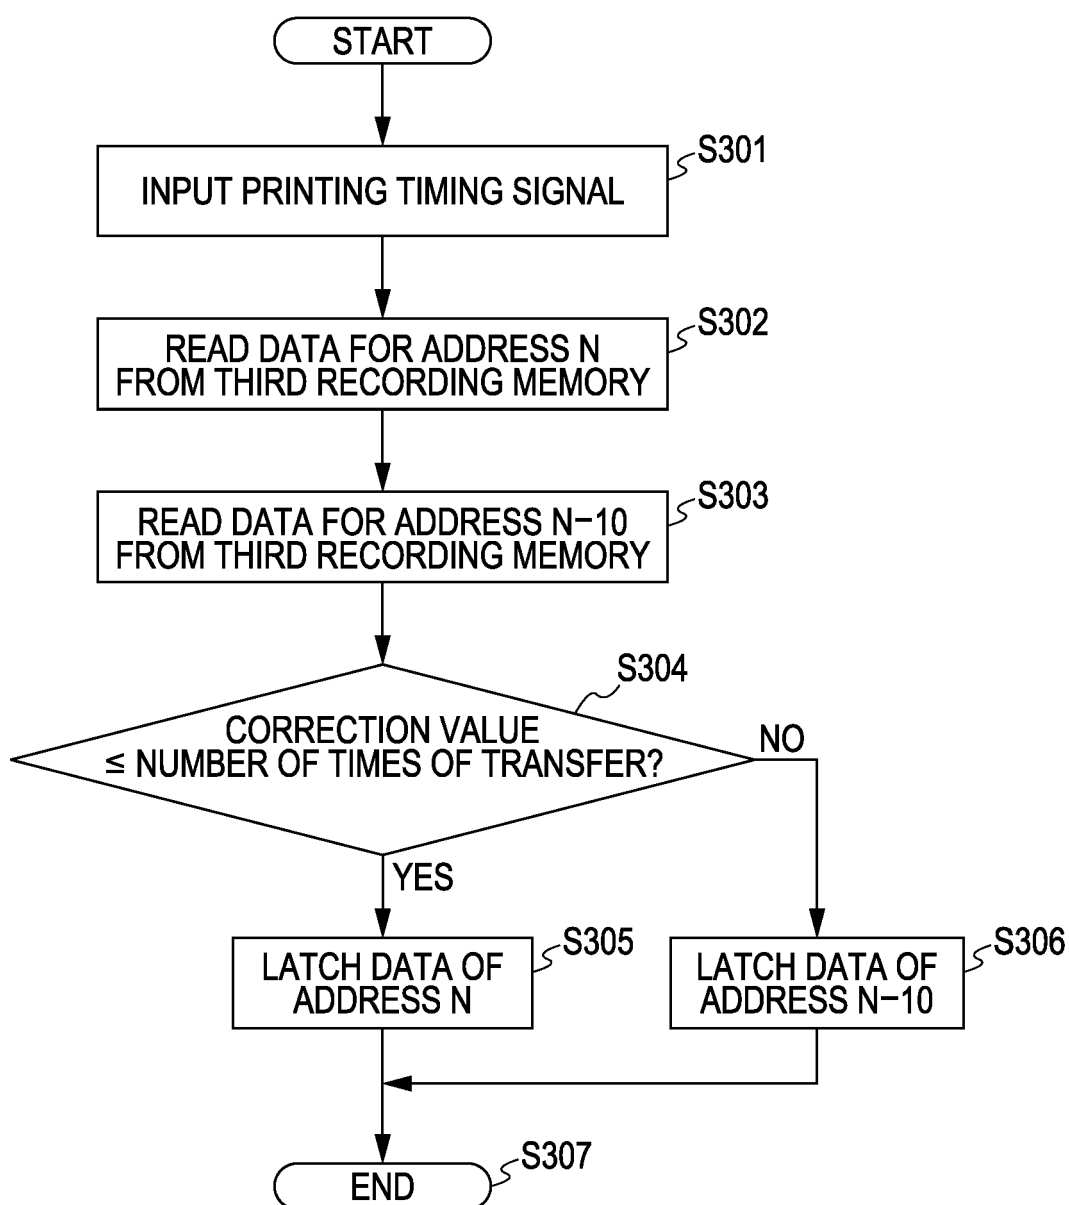 START
S301
INPUT PRINTING TIMING SIGNAL
S302
READ DATA FOR ADDRESS N
FROM THIRD RECORDING MEMORY
S303
READ DATA FOR ADDRESS N−10
FROM THIRD RECORDING MEMORY
S304
CORRECTION VALUE
≤ NUMBER OF TIMES OF TRANSFER?
NO
YES
S305
LATCH DATA OF
ADDRESS N
S306
LATCH DATA OF
ADDRESS N−10
S307
END